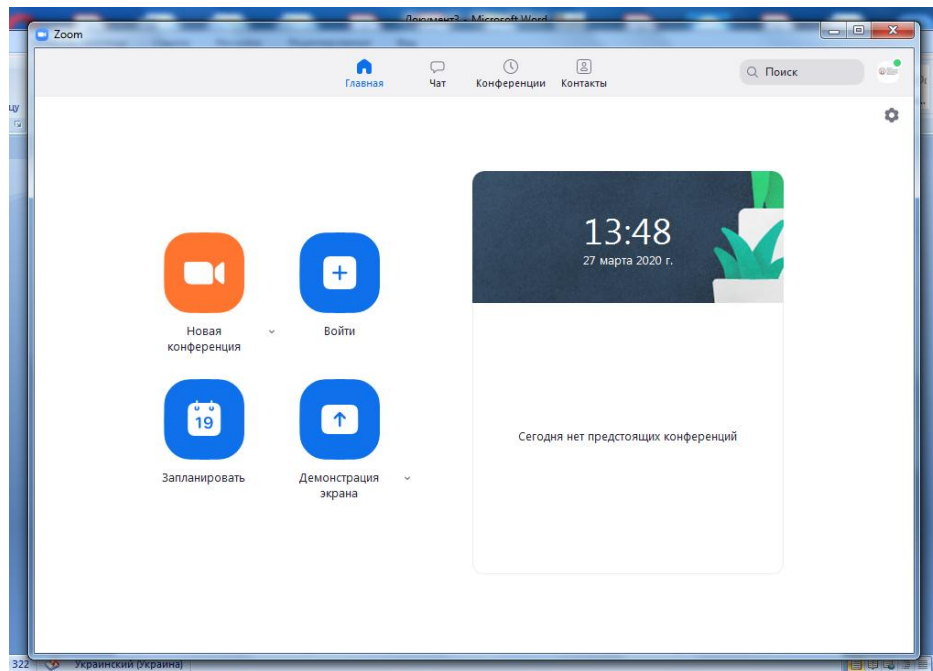 Документ3 - Microsoft Word
Zoom
Главная
Чат
Конференции
Контакты
Поиск
13:48
27 марта 2020 г.
Новая
конференция
Войти
19
Запланировать
Демонстрация
экрана
Сегодня нет предстоящих конференций
322
Украинский (Украина)